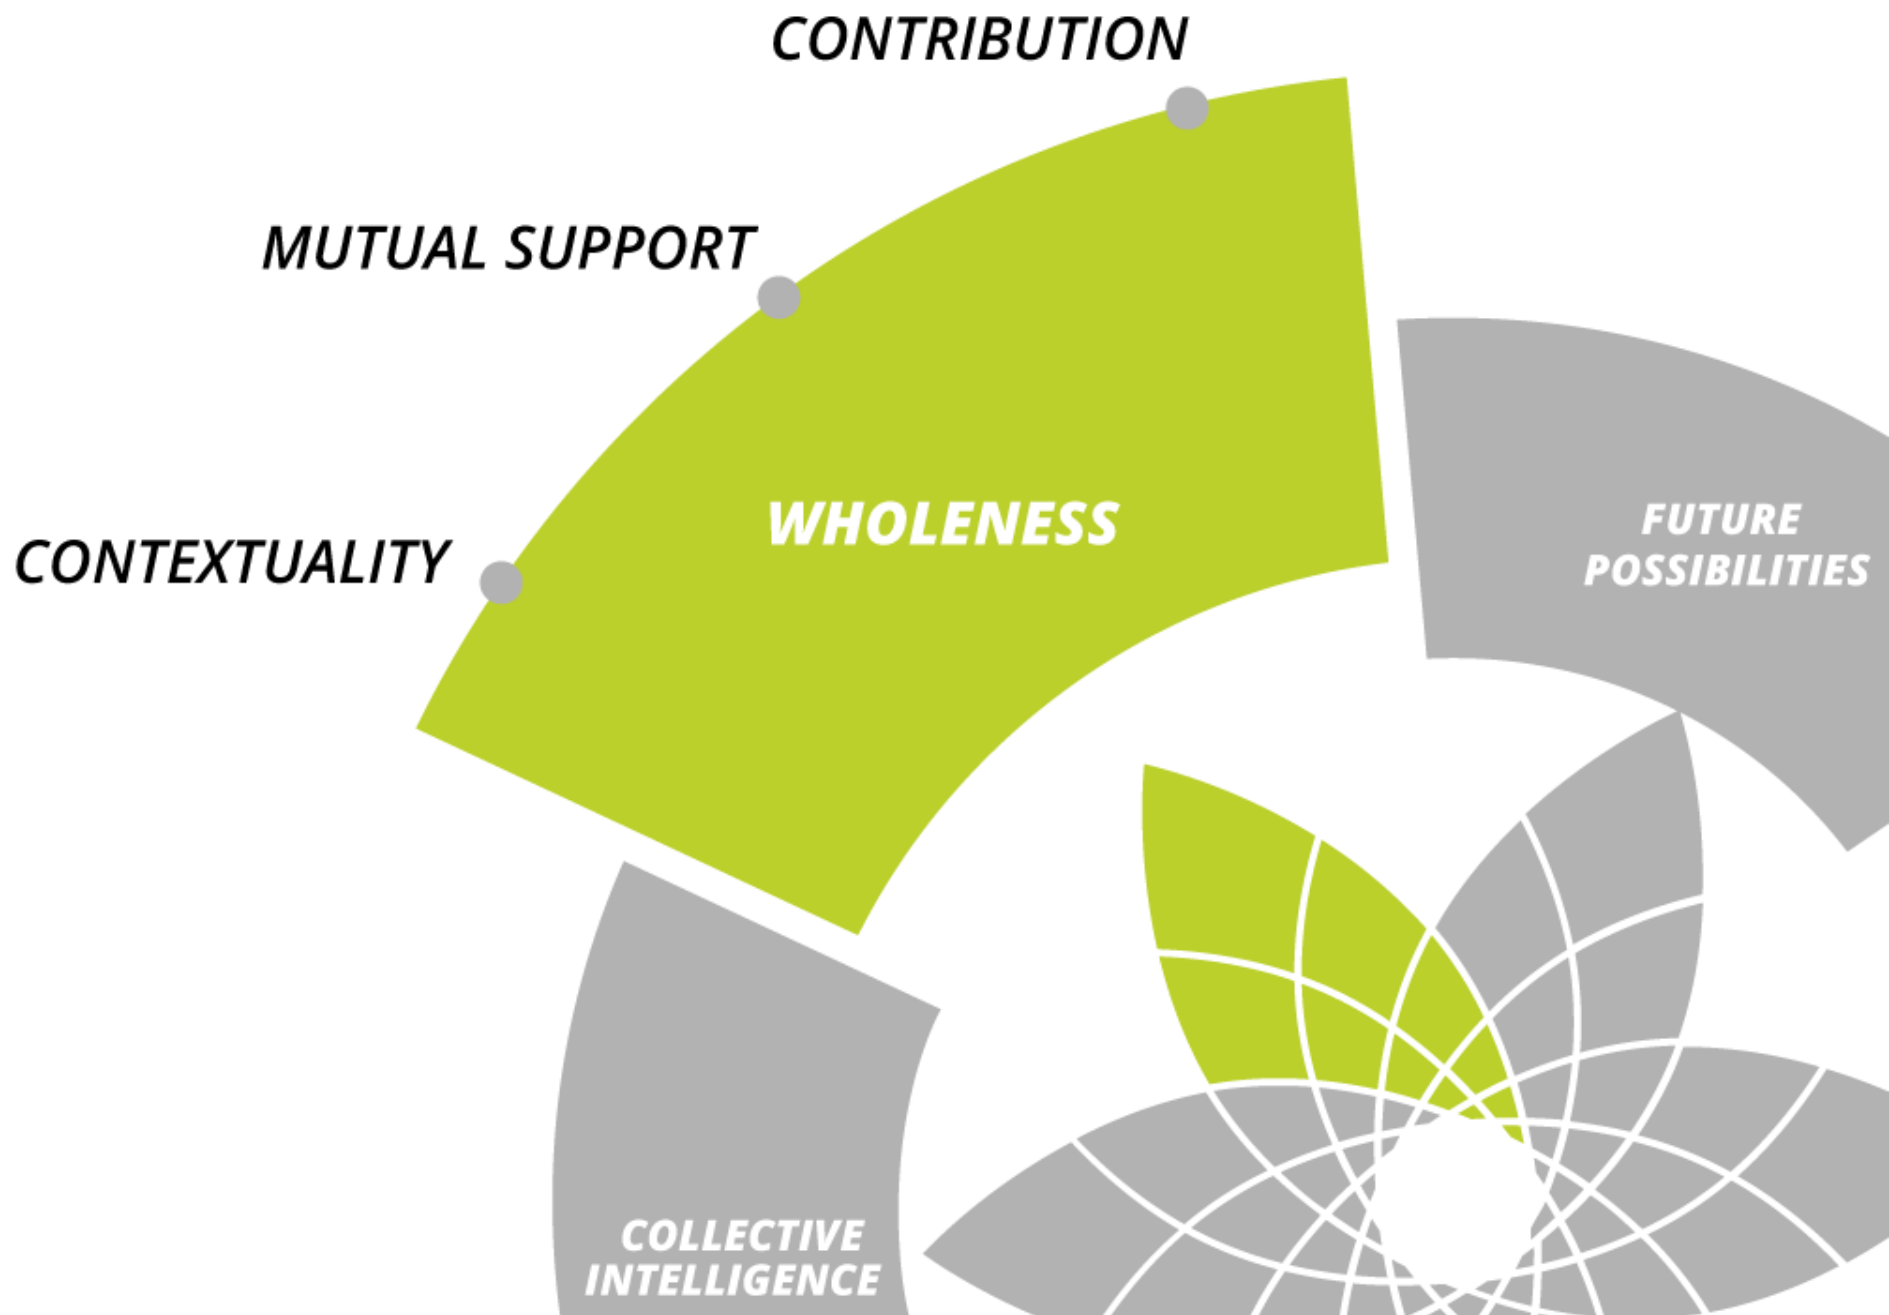 CONTRIBUTION
MUTUAL SUPPORT
CONTEXTUALITY
WHOLENESS
FUTURE
POSSIBILITIES
COLLECTIVE
INTELLIGENCE